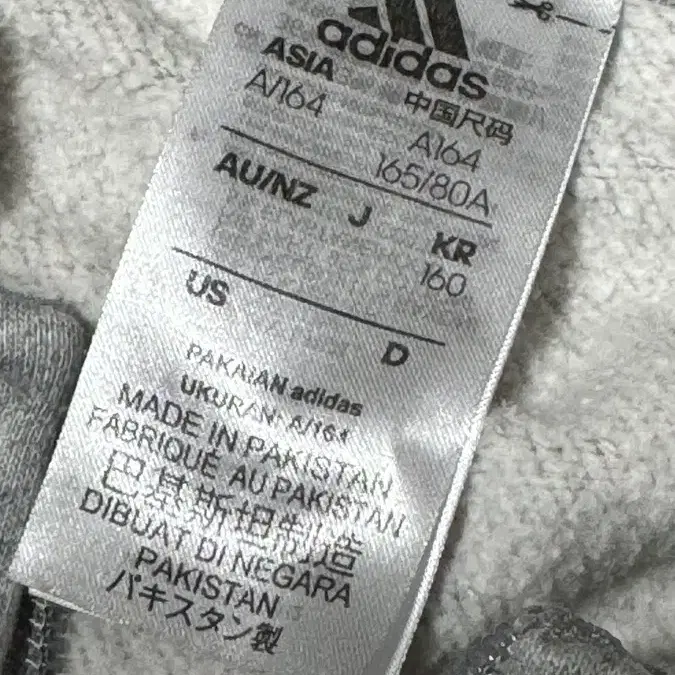 adidas
ASIA 中国尺码
A/164 A164
165/80A
AU/NZ J KR
160
US D
PAKAIAN adidas
UKURAN: A/164
MADE IN PAKISTAN
FABRIQUÉ AU PAKISTAN
巴基斯坦制造
DIBUAT DI NEGARA
PAKISTAN
パキスタン製